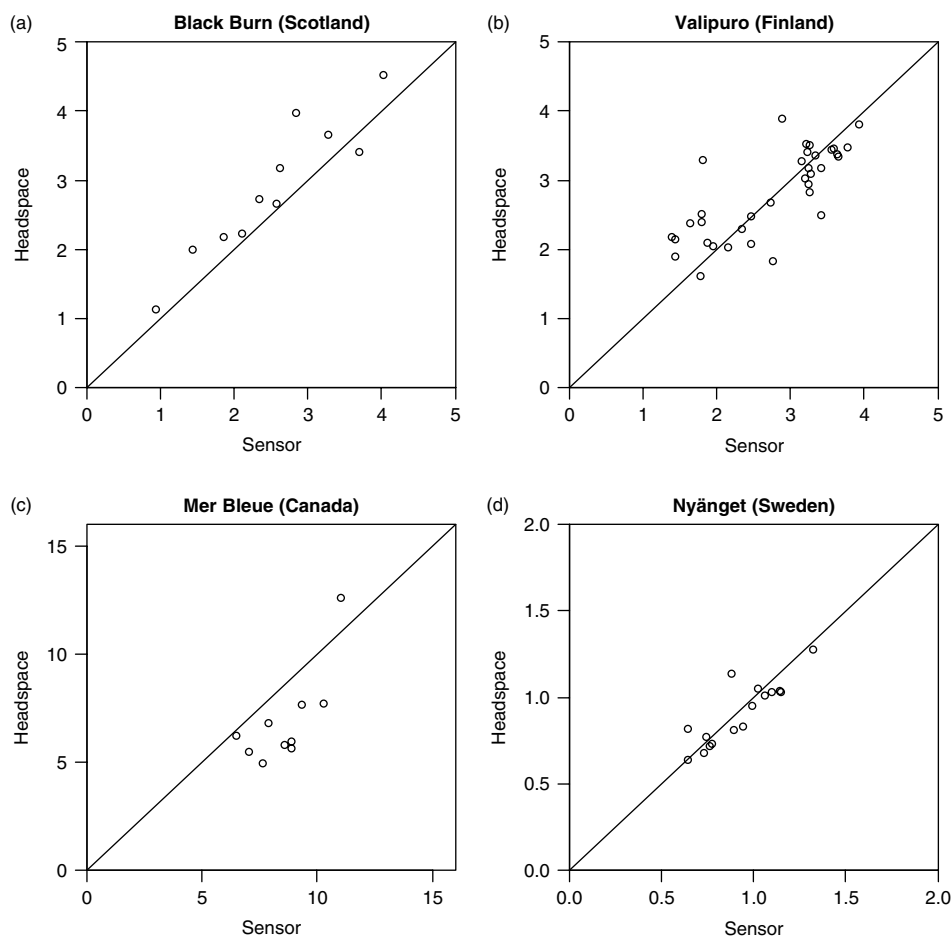 (a) Black Burn (Scotland)
5
4
3
2
1
0
Headspace
0 1 2 3 4 5
Sensor
(b) Valipuro (Finland)
5
4
3
2
1
0
Headspace
0 1 2 3 4 5
Sensor
(c) Mer Bleue (Canada)
15
10
5
0
Headspace
0 5 10 15
Sensor
(d) Nyänget (Sweden)
2.0
1.5
1.0
0.5
0.0
Headspace
0.0 0.5 1.0 1.5 2.0
Sensor